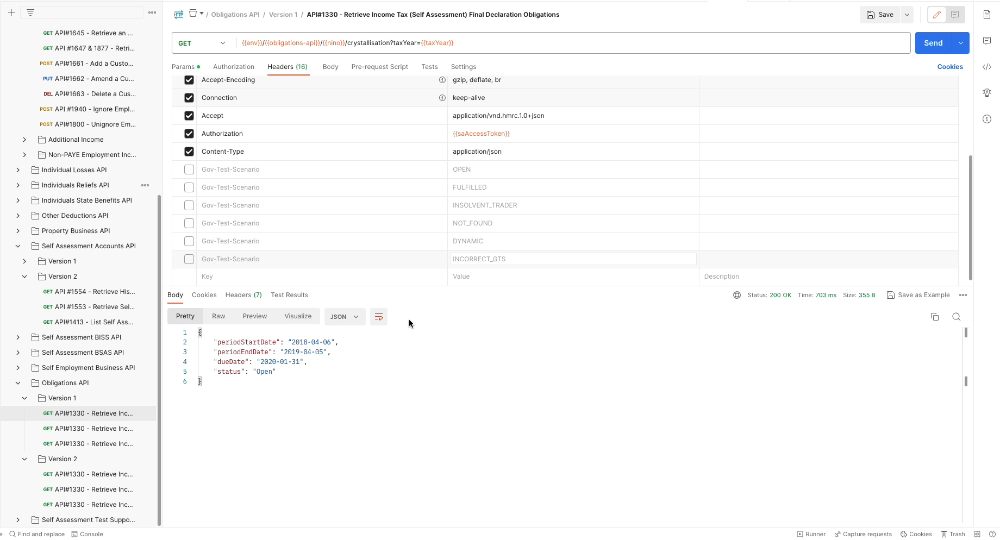 GET API#1645 - Retrieve an ...
GET API #1647 & 1877 - Retri...
POST API#1661 - Add a Custo...
PUT API#1662 - Amend a Cu...
DEL API#1663 - Delete a Cus...
POST API #1940 - Ignore Empl...
POST API#1800 - Unignore Em...
Additional Income
Non-PAYE Employment Inc...
Individual Losses API
Individuals Reliefs API
Individuals State Benefits API
Other Deductions API
Property Business API
Self Assessment Accounts API
Version 1
Version 2
GET API #1554 - Retrieve His...
GET API #1553 - Retrieve Sel...
GET API#1413 - List Self Ass...
Self Assessment BISS API
Self Assessment BSAS API
Self Employment Business API
Obligations API
Version 1
GET API#1330 - Retrieve Inc...
GET API#1330 - Retrieve Inc...
GET API#1330 - Retrieve Inc...
Version 2
GET API#1330 - Retrieve Inc...
GET API#1330 - Retrieve Inc...
GET API#1330 - Retrieve Inc...
Self Assessment Test Suppo...
HTTP / Obligations API / Version 1 / API#1330 - Retrieve Income Tax (Self Assessment) Final Declaration Obligations
Save
GET {{env}}/{{obligations-api}}/{{nino}}/crystallisation?taxYear={{taxYear}}
Send
Params Authorization Headers (16) Body Pre-request Script Tests Settings Cookies
Accept-Encoding gzip, deflate, br
Connection keep-alive
Accept application/vnd.hmrc.1.0+json
Authorization {{saAccessToken}}
Content-Type application/json
Gov-Test-Scenario OPEN
Gov-Test-Scenario FULFILLED
Gov-Test-Scenario INSOLVENT_TRADER
Gov-Test-Scenario NOT_FOUND
Gov-Test-Scenario DYNAMIC
Gov-Test-Scenario INCORRECT_GTS
Key Value Description
Body Cookies Headers (7) Test Results Status: 200 OK Time: 703 ms Size: 355 B Save as Example
Pretty Raw Preview Visualize JSON
1 {
2 "periodStartDate": "2018-04-06",
3 "periodEndDate": "2019-04-05",
4 "dueDate": "2020-01-31",
5 "status": "Open"
6 }
e Find and replace Console Runner Capture requests Cookies Trash